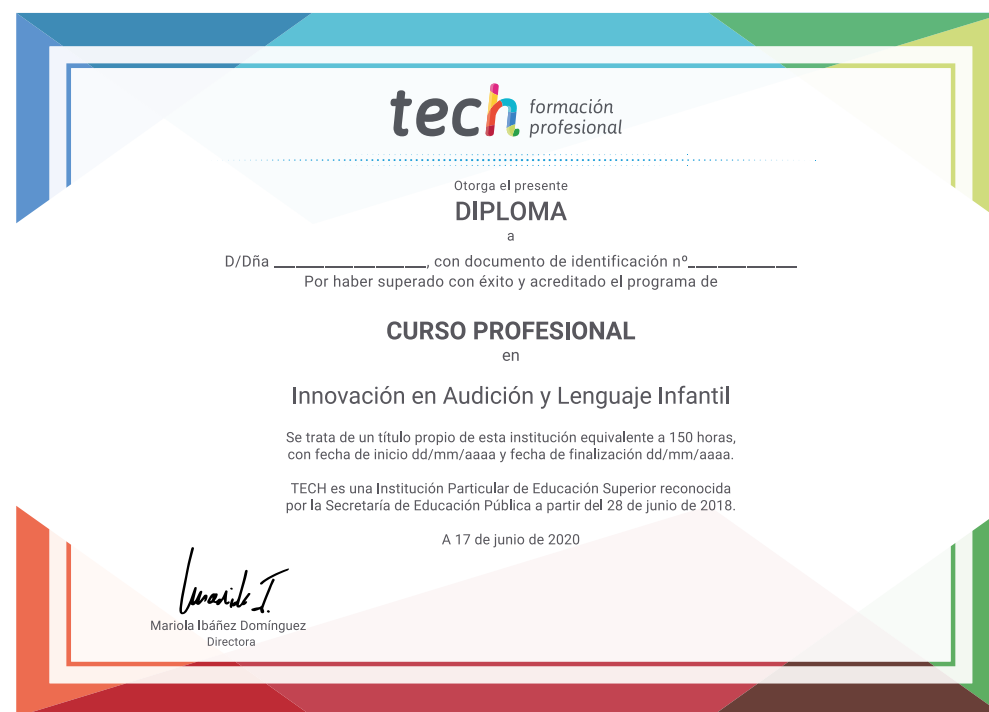 tech formación
profesional
Otorga el presente
DIPLOMA
a
D/Dña ______________, con documento de identificación nº__________
Por haber superado con éxito y acreditado el programa de
CURSO PROFESIONAL
en
Innovación en Audición y Lenguaje Infantil
Se trata de un título propio de esta institución equivalente a 150 horas,
con fecha de inicio dd/mm/aaaa y fecha de finalización dd/mm/aaaa.
TECH es una Institución Particular de Educación Superior reconocida
por la Secretaría de Educación Pública a partir del 28 de junio de 2018.
A 17 de junio de 2020
Mariola Ibáñez Domínguez
Directora